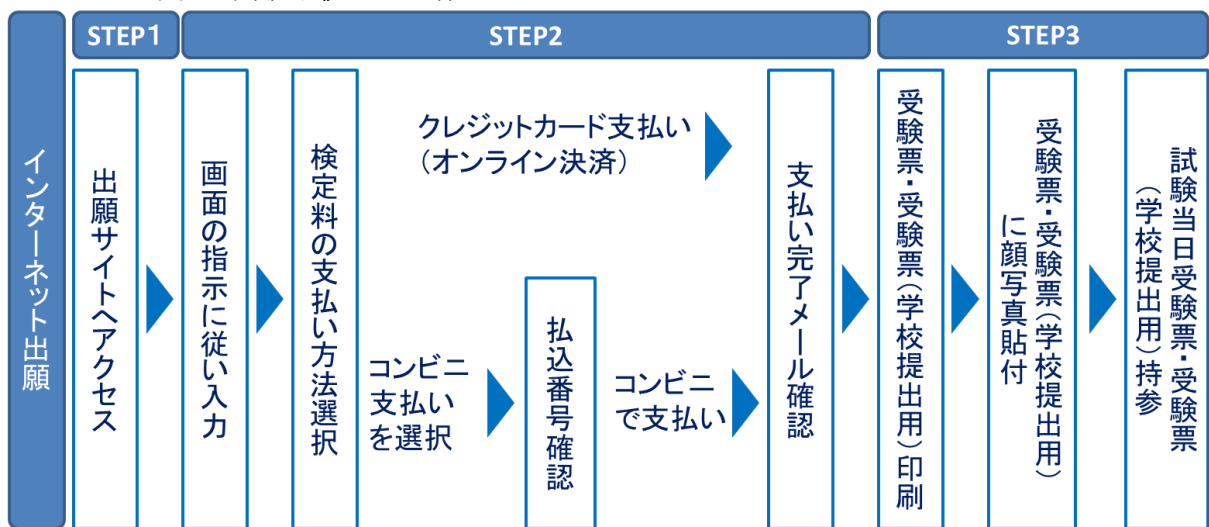 インターネット出願
STEP1
STEP2
STEP3
出願サイトへアクセス
画面の指示に従い入力
検定料の支払い方法選択
クレジットカード支払い
(オンライン決済)
コンビニ
支払い
を選択
払込番号確認
コンビニ
で支払い
支払い完了メール確認
受験票・受験票(学校提出用)印刷
受験票・受験票(学校提出用)
に顔写真貼付
試験当日受験票・受験票
(学校提出用)持参